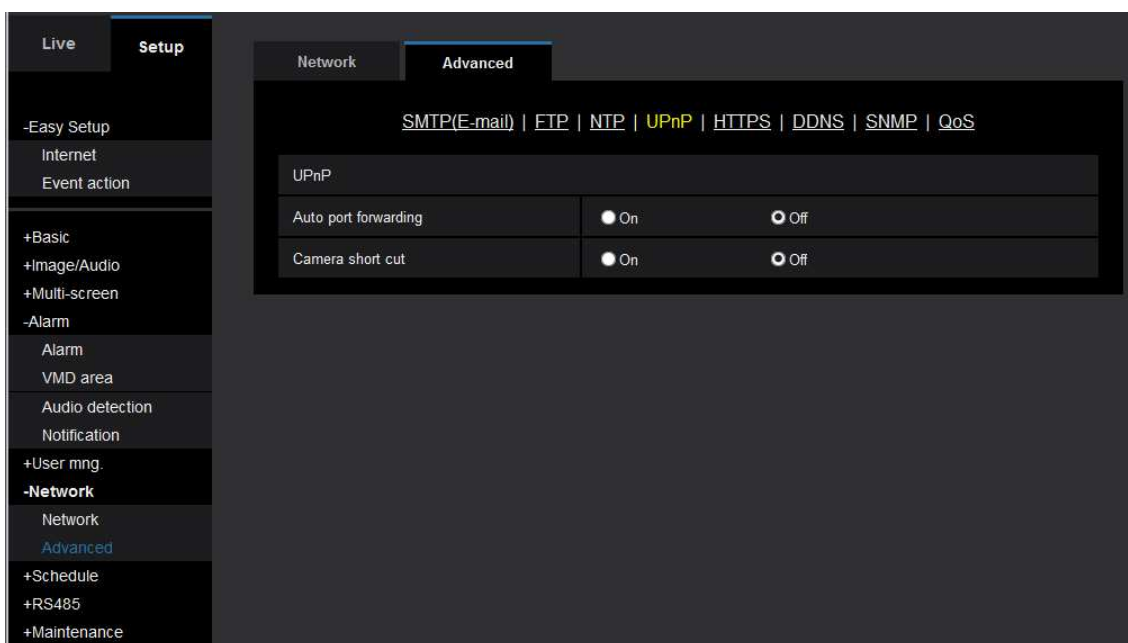 Live Setup
-Easy Setup
Internet
Event action
+Basic
+Image/Audio
+Multi-screen
-Alarm
Alarm
VMD area
Audio detection
Notification
+User mng.
-Network
Network
Advanced
+Schedule
+RS485
+Maintenance
Network Advanced
SMTP(E-mail) | FTP | NTP | UPnP | HTTPS | DDNS | SNMP | QoS
UPnP
Auto port forwarding On Off
Camera short cut On Off